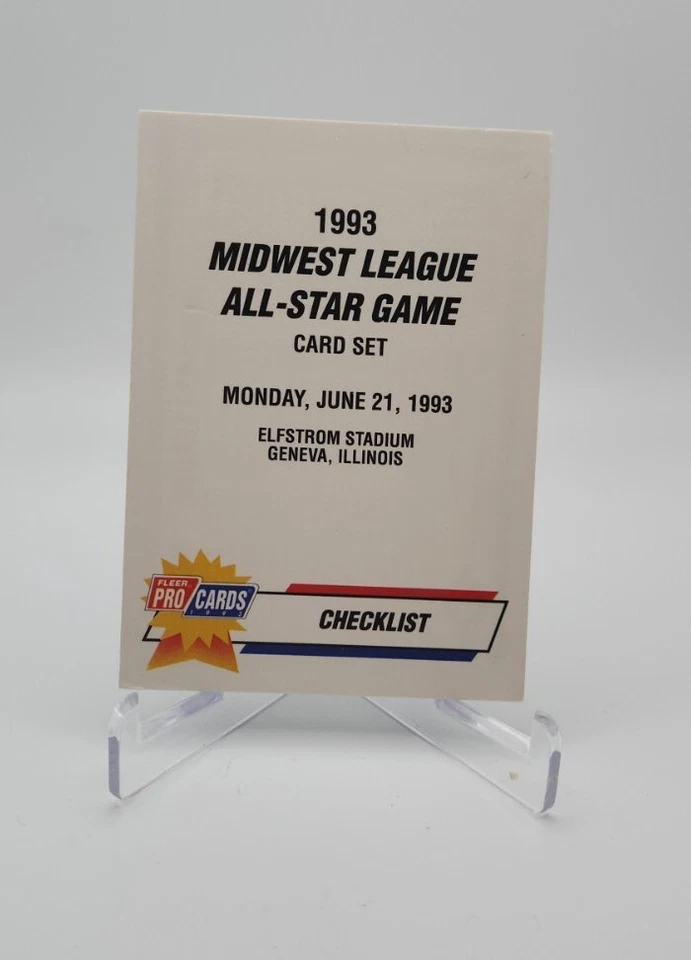 1993
MIDWEST LEAGUE
ALL-STAR GAME
CARD SET
MONDAY, JUNE 21, 1993
ELFSTROM STADIUM
GENEVA, ILLINOIS
FLEER
PRO CARDS
1993
CHECKLIST